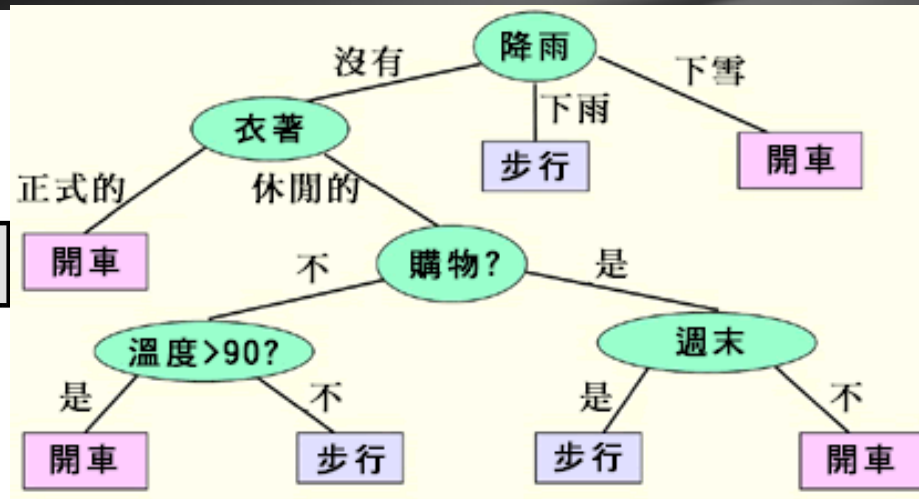 降雨
沒有
下雪
下雨
衣著
步行
開車
正式的
休閒的
開車
購物?
不
是
溫度>90?
週末
是
不
是
不
開車
步行
步行
開車